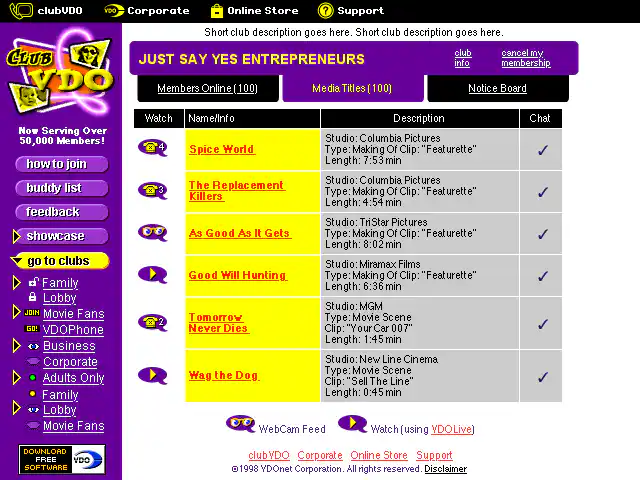 clubVDO VDO Corporate Online Store Support
Short club description goes here. Short club description goes here.
CLUB
VDO
Now Serving Over
50,000 Members!
how to join
buddy list
feedback
showcase
go to clubs
Family
Lobby
JOIN Movie Fans
GO! VDOPhone
Business
Corporate
Adults Only
Family
Lobby
Movie Fans
DOWNLOAD
FREE
SOFTWARE
VDO
JUST SAY YES ENTREPRENEURS
club
info
cancel my
membership
Members Online (100) Media Titles (100) Notice Board
Watch Name/Info Description Chat
4 Spice World
Studio: Columbia Pictures
Type: Making Of Clip: "Featurette"
Length: 7:53 min
✓
3 The Replacement
Killers
Studio: Columbia Pictures
Type: Making Of Clip: "Featurette"
Length: 4:54 min
✓
As Good As It Gets
Studio: TriStar Pictures
Type: Making Of Clip: "Featurette"
Length: 8:02 min
✓
Good Will Hunting
Studio: Miramax Films
Type: Making Of Clip: "Featurette"
Length: 6:36 min
✓
2 Tomorrow
Never Dies
Studio: MGM
Type: Movie Scene
Clip: "Your Car 007"
Length: 1:45 min
✓
Wag the Dog
Studio: New Line Cinema
Type: Movie Scene
Clip: "Sell The Line"
Length: 0:45 min
✓
WebCam Feed Watch (using VDOLive)
clubVDO Corporate Online Store Support
©1998 VDOnet Corporation. All rights reserved. Disclaimer